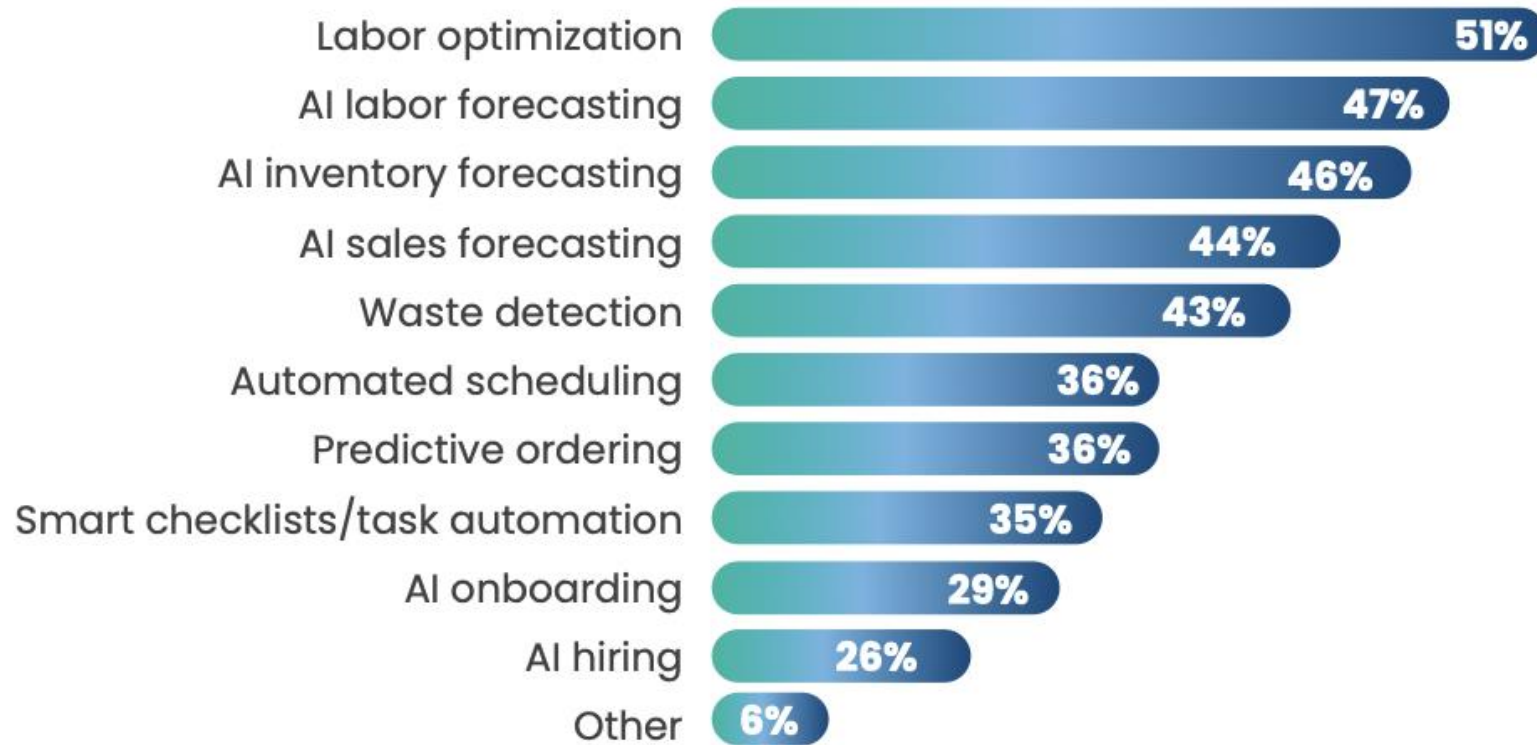 Labor optimization 51%
AI labor forecasting 47%
AI inventory forecasting 46%
AI sales forecasting 44%
Waste detection 43%
Automated scheduling 36%
Predictive ordering 36%
Smart checklists/task automation 35%
AI onboarding 29%
AI hiring 26%
Other 6%